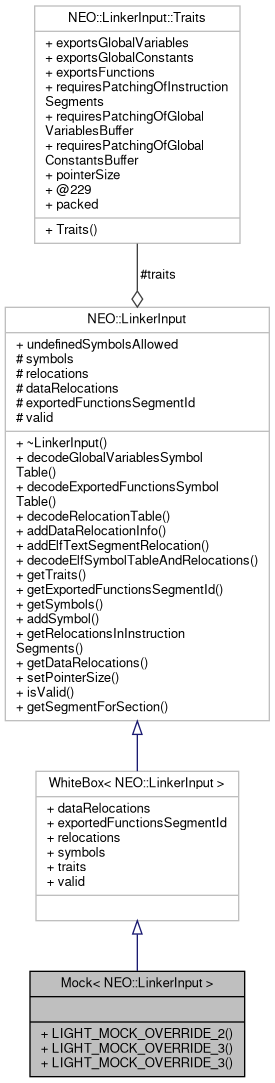 NEO::LinkerInput::Traits
+ exportsGlobalVariables
+ exportsGlobalConstants
+ exportsFunctions
+ requiresPatchingOfInstruction
Segments
+ requiresPatchingOfGlobal
VariablesBuffer
+ requiresPatchingOfGlobal
ConstantsBuffer
+ pointerSize
+ @229
+ packed
+ Traits()
#traits
NEO::LinkerInput
+ undefinedSymbolsAllowed
# symbols
# relocations
# dataRelocations
# exportedFunctionsSegmentId
# valid
+ ~LinkerInput()
+ decodeGlobalVariablesSymbol
Table()
+ decodeExportedFunctionsSymbol
Table()
+ decodeRelocationTable()
+ addDataRelocationInfo()
+ addElfTextSegmentRelocation()
+ decodeElfSymbolTableAndRelocations()
+ getTraits()
+ getExportedFunctionsSegmentId()
+ getSymbols()
+ addSymbol()
+ getRelocationsInInstruction
Segments()
+ getDataRelocations()
+ setPointerSize()
+ isValid()
+ getSegmentForSection()
WhiteBox< NEO::LinkerInput >
+ dataRelocations
+ exportedFunctionsSegmentId
+ relocations
+ symbols
+ traits
+ valid
Mock< NEO::LinkerInput >
+ LIGHT_MOCK_OVERRIDE_2()
+ LIGHT_MOCK_OVERRIDE_3()
+ LIGHT_MOCK_OVERRIDE_3()